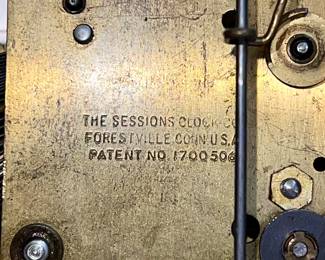 THE SESSIONS CLOCK CO
FORESTVILLE CONN U.S.A
PATENT NO. 1700506